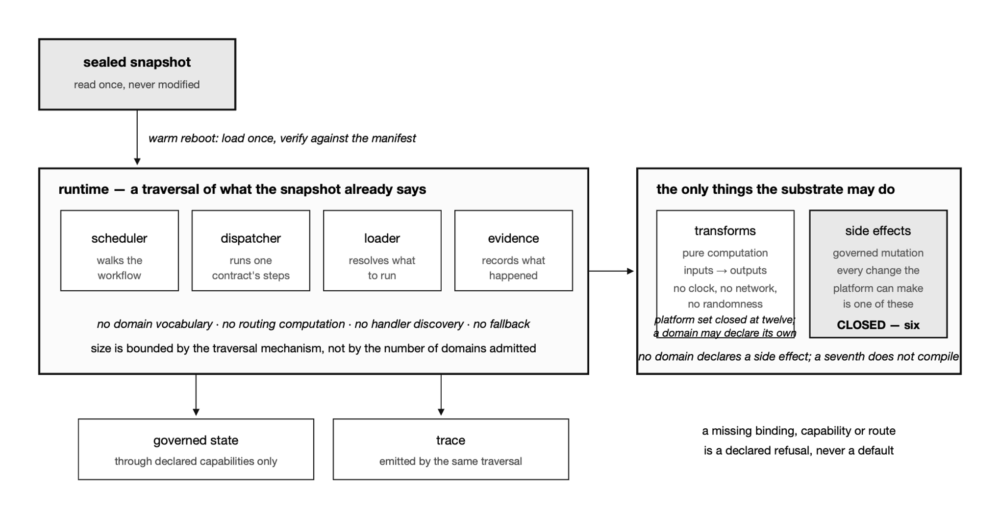 sealed snapshot
read once, never modified
warm reboot: load once, verify against the manifest
runtime — a traversal of what the snapshot already says
scheduler
walks the
workflow
dispatcher
runs one
contract's steps
loader
resolves what
to run
evidence
records what
happened
no domain vocabulary · no routing computation · no handler discovery · no fallback
size is bounded by the traversal mechanism, not by the number of domains admitted
the only things the substrate may do
transforms
pure computation
inputs → outputs
no clock, no network,
no randomness
platform set closed at twelve;
a domain may declare its own
side effects
governed mutation
every change the
platform can make
is one of these
CLOSED — six
no domain declares a side effect; a seventh does not compile
governed state
through declared capabilities only
trace
emitted by the same traversal
a missing binding, capability or route
is a declared refusal, never a default